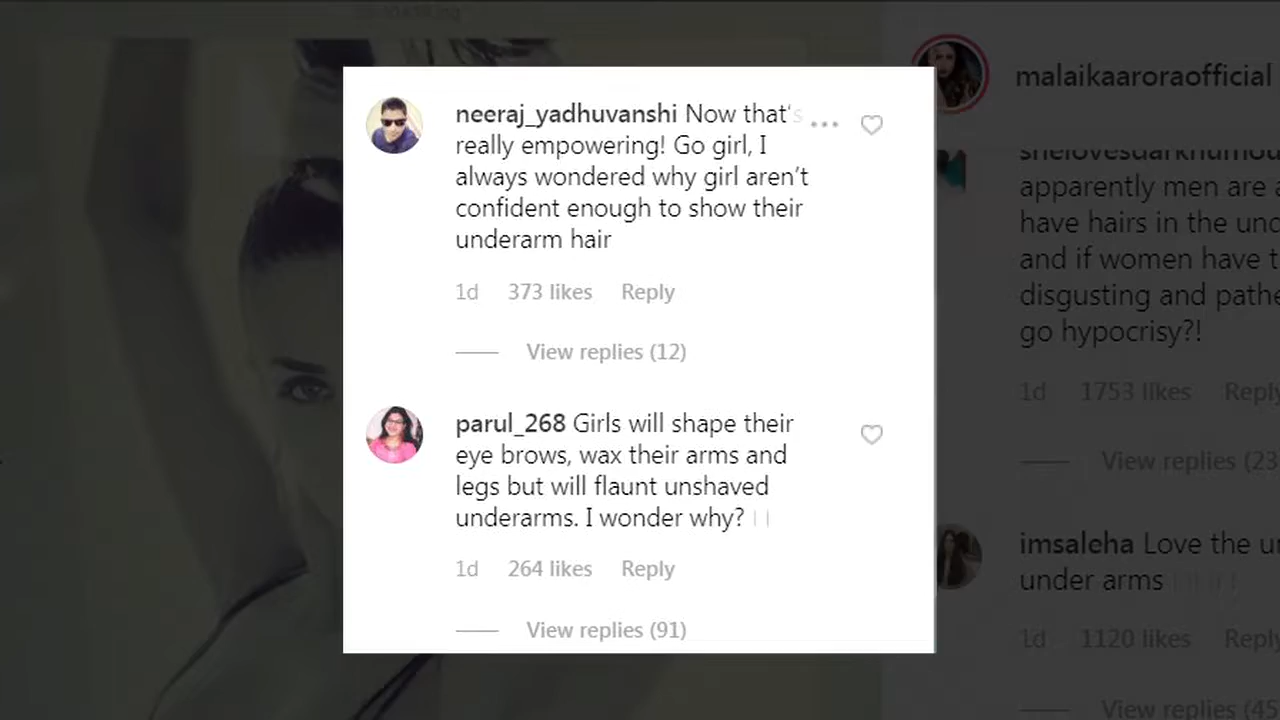 neeraj_yadhuvanshi Now that's
really empowering! Go girl, I
always wondered why girl aren't
confident enough to show their
underarm hair
1d 373 likes Reply
View replies (12)
parul_268 Girls will shape their
eye brows, wax their arms and
legs but will flaunt unshaved
underarms. I wonder why?
1d 264 likes Reply
View replies (91)
malaikaaroraofficial
shelovesdarkhumou
apparently men are a
have hairs in the und
and if women have t
disgusting and pathe
go hypocrisy?!
1d 1753 likes Reply
View replies (23
imsaleha Love the u
under arms
1d 1120 likes Reply
View replies (45